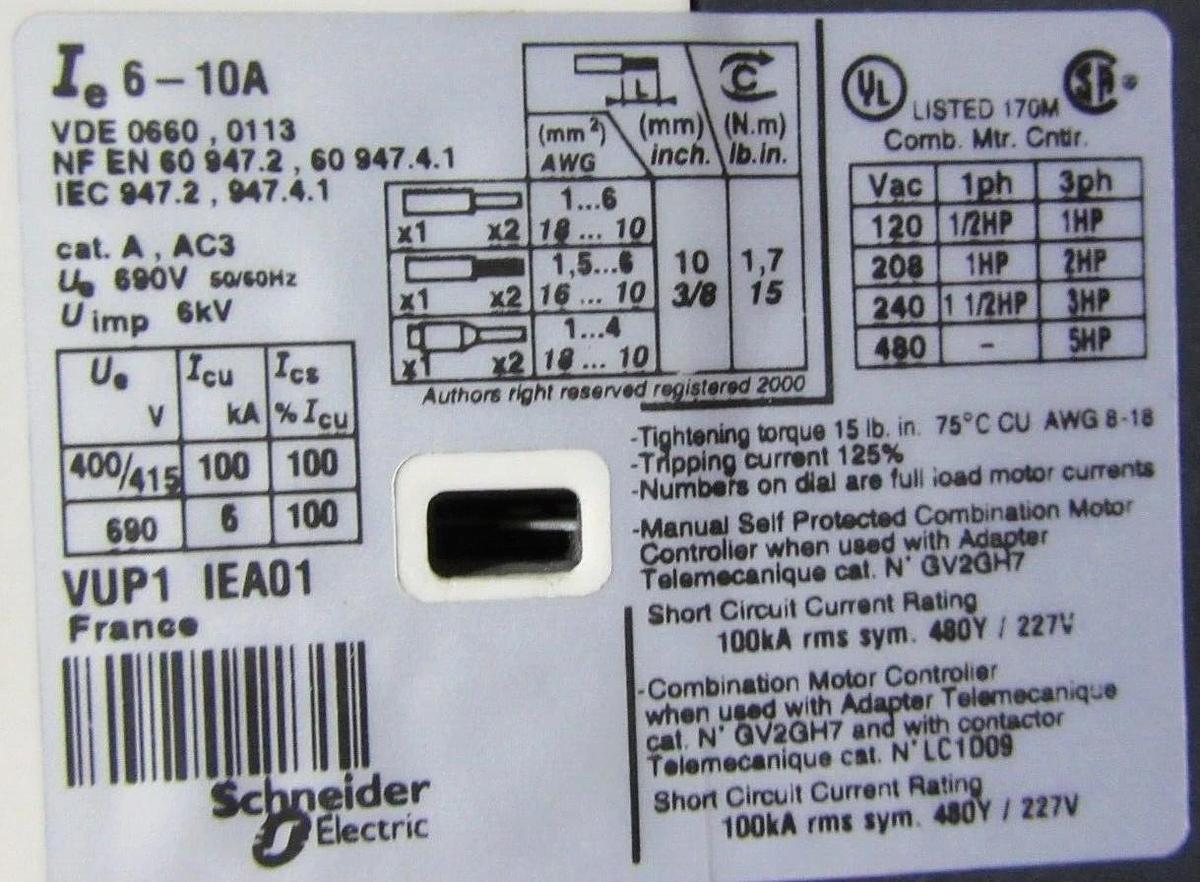 Ie 6-10A
VDE 0660 , 0113
NF EN 60 947.2 , 60 947.4.1
IEC 947.2 , 947.4.1
cat. A , AC3
Ue 690V 50/60Hz
U imp 6kV
Ue Icu Ics
V kA % Icu
400/415 100 100
690 6 100
VUP1 IEA01
France
Schneider
Electric
L C
(mm²) (mm) (N.m)
AWG inch. lb.in.
1...6
x1 x2 18 ... 10
1,5...6 10 1,7
x1 x2 16 ... 10 3/8 15
1...4
x1 x2 18 ... 10
Authors right reserved registered 2000
UL LISTED 170M SA ®
Comb. Mtr. Cntlr.
Vac 1ph 3ph
120 1/2HP 1HP
208 1HP 2HP
240 1 1/2HP 3HP
480 - 5HP
-Tightening torque 15 lb. in. 75°C CU AWG 8-18
-Tripping current 125%
-Numbers on dial are full load motor currents
-Manual Self Protected Combination Motor
Controller when used with Adapter
Telemecanique cat. N° GV2GH7
Short Circuit Current Rating
100kA rms sym. 480Y / 227V
-Combination Motor Controller
when used with Adapter Telemecanique
cat. N° GV2GH7 and with contactor
Telemecanique cat. N° LC1D09
Short Circuit Current Rating
100kA rms sym. 480Y / 227V